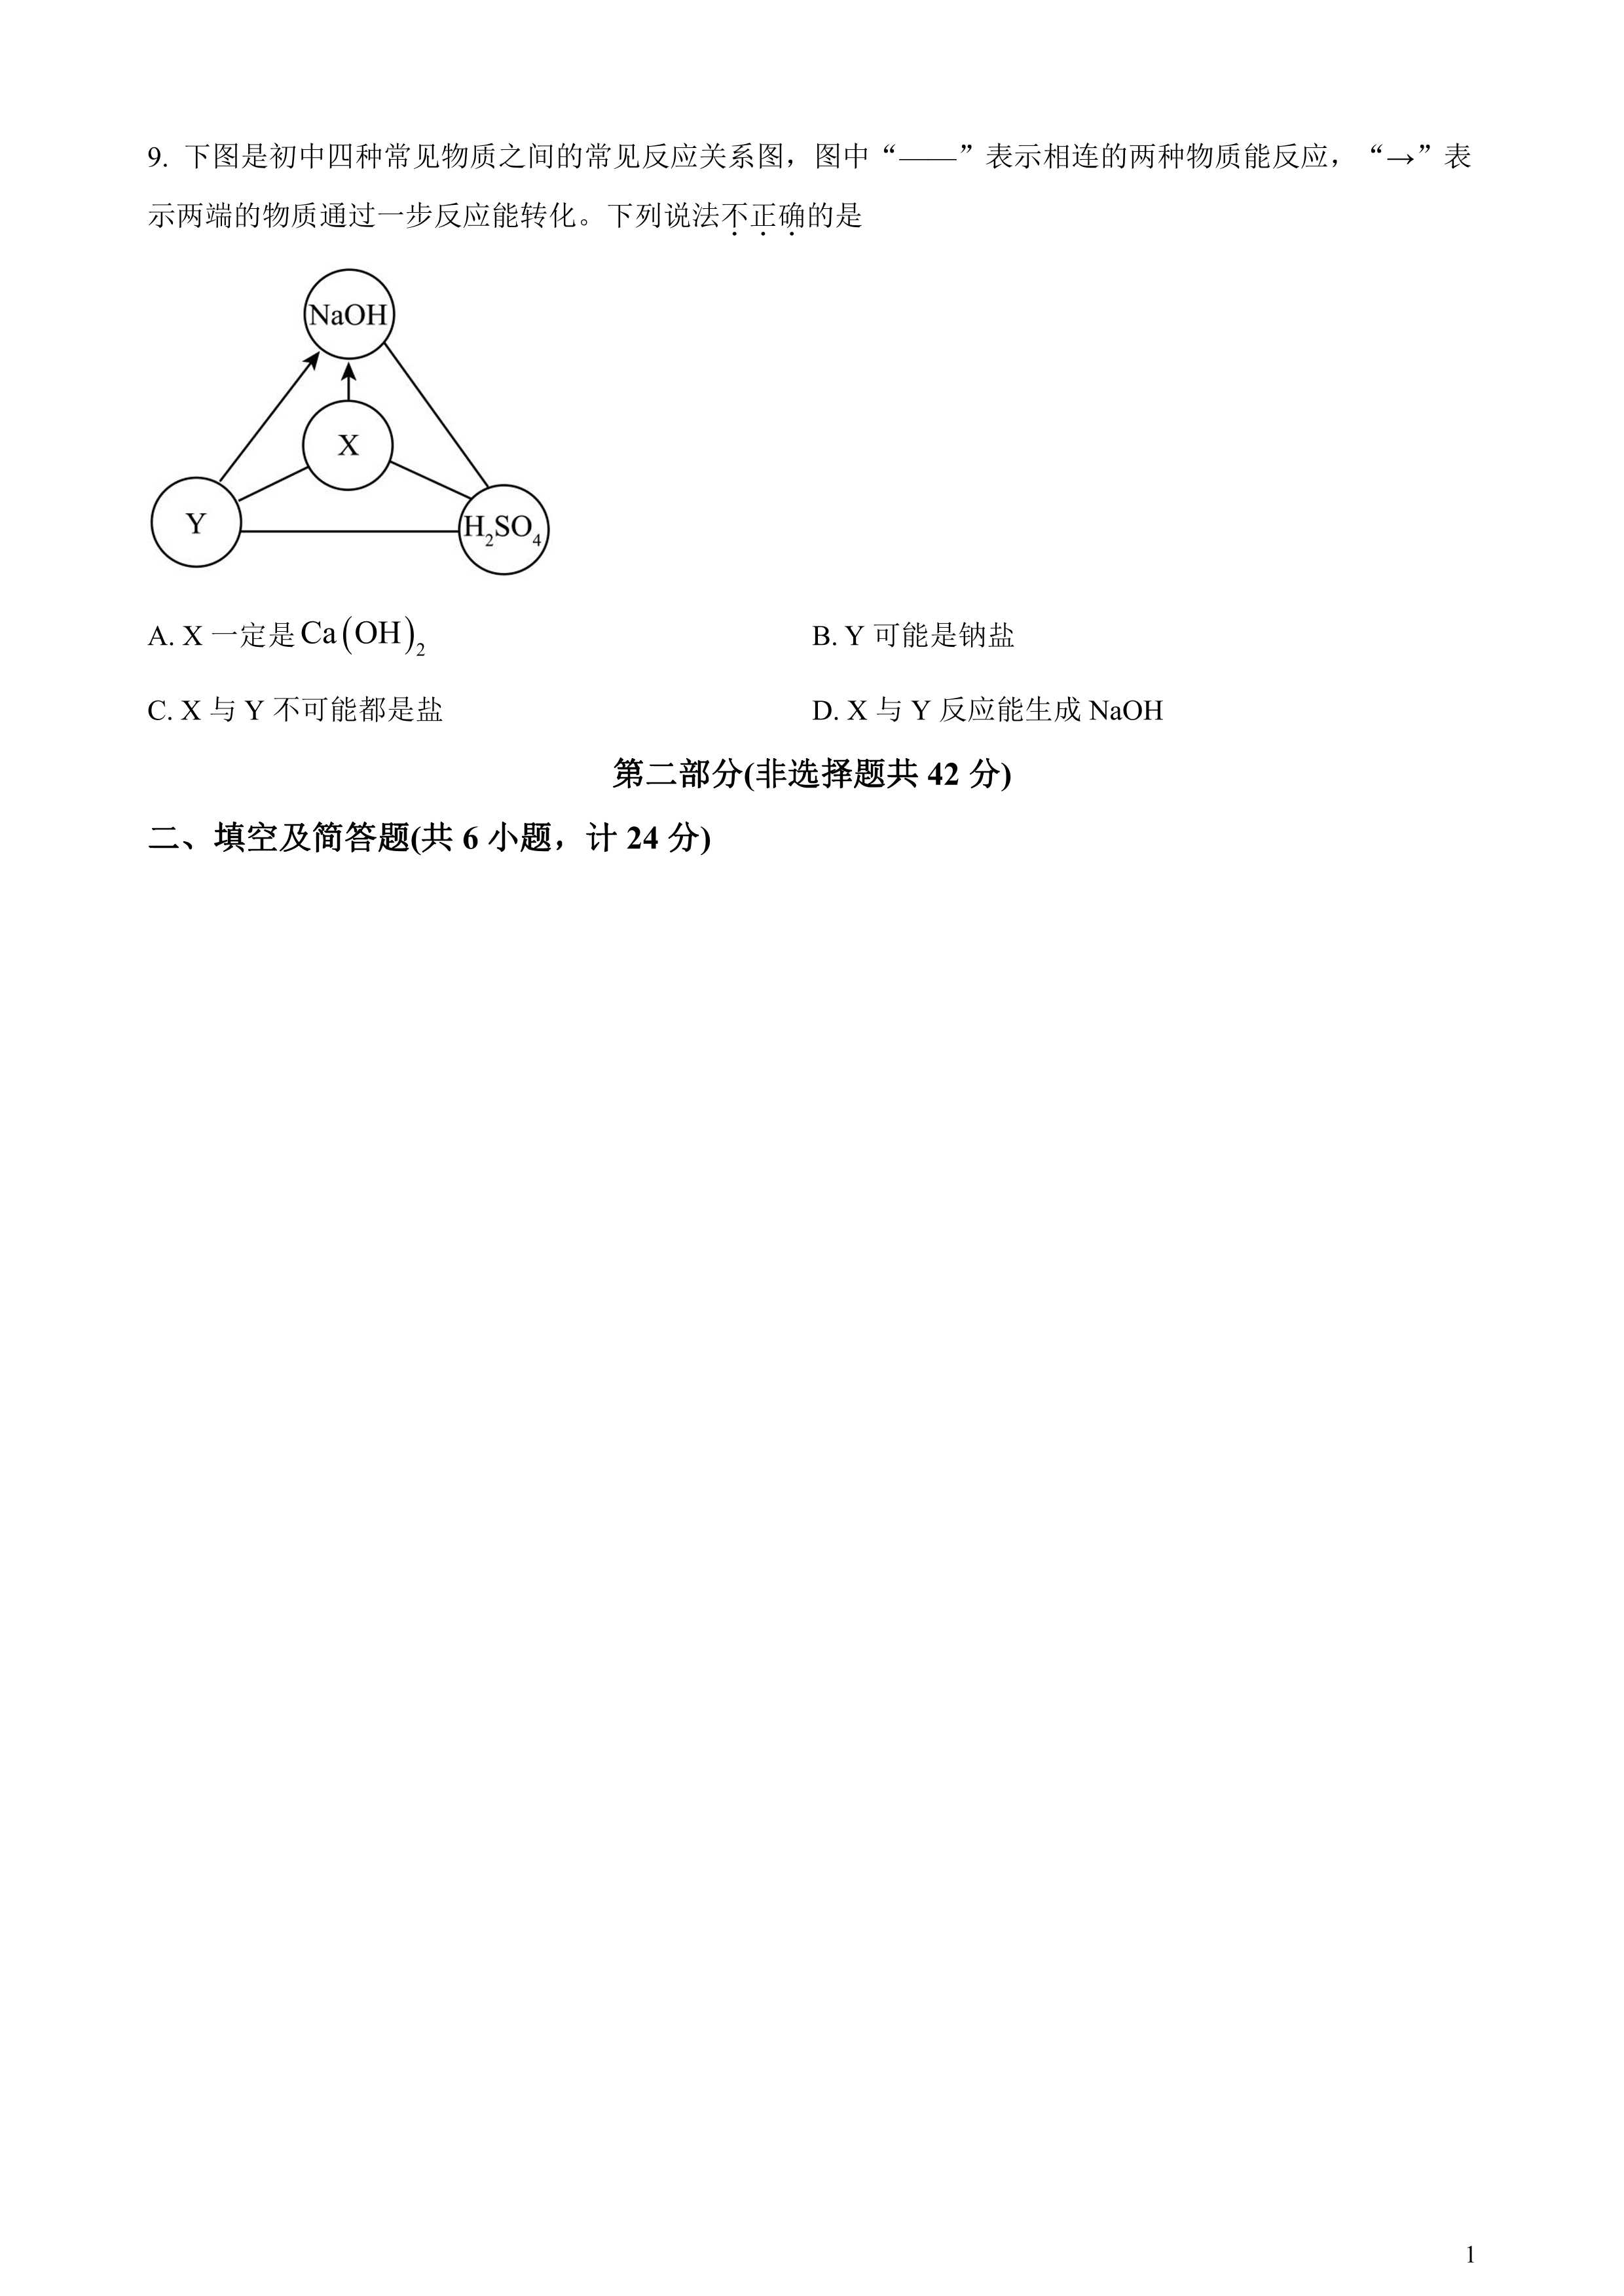 9. 下图是初中四种常见物质之间的常见反应关系图，图中“——”表示相连的两种物质能反应，“→”表
示两端的物质通过一步反应能转化。下列说法不正确的是
NaOH
X
Y
H₂SO₄
A. X 一定是 Ca(OH)₂ B. Y 可能是钠盐
C. X 与 Y 不可能都是盐 D. X 与 Y 反应能生成 NaOH
第二部分(非选择题共 42 分)
二、填空及简答题(共 6 小题，计 24 分)
1